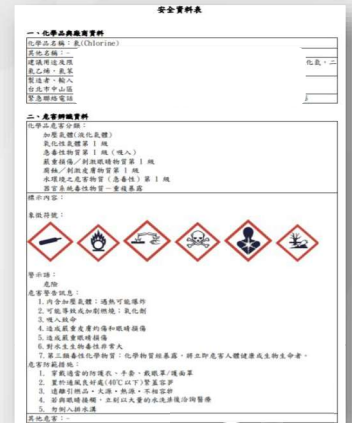 安全資料表
一、化學品與廠商資料
化學品名稱：氯(Chlorine)
其他名稱：-
建議用途及限
化氯，二
氯乙烯，氯苯
製造者、輸入
台北市中山區
緊急聯絡電話
二、危害辨識資料
化學品危害分類：
加壓氣體(液化氣體)
氧化性氣體第 1 級
急毒性物質第 1 級（吸入）
嚴重損傷／刺激眼睛物質第 1 級
腐蝕／刺激皮膚物質第 1 級
水環境之危害物質（急毒性）第 1 級
器官系統毒性物質－重複暴露
標示內容：
象徵符號：
警示語：
危險
危害警告訊息：
1.內含加壓氣體；遇熱可能爆炸
2.可能導致或加劇燃燒；氧化劑
3.吸入致命
4.造成嚴重皮膚灼傷和眼睛損傷
5.造成嚴重眼睛損傷
6.對水生生物毒性非常大
7.第三類毒性化學物質：化學物質經暴露，將立即危害人體健康或生物生命者。
危害防範措施：
1. 穿戴適當的防護衣、手套、戴眼罩/護面罩
2. 置於通風良好處(40℃以下)緊蓋容器
3. 遠離引燃品，火源，熱源，不相容物
4. 若與眼睛接觸，立刻以大量的水洗滌後洽詢醫療
5. 勿倒入排水溝
其他危害：-